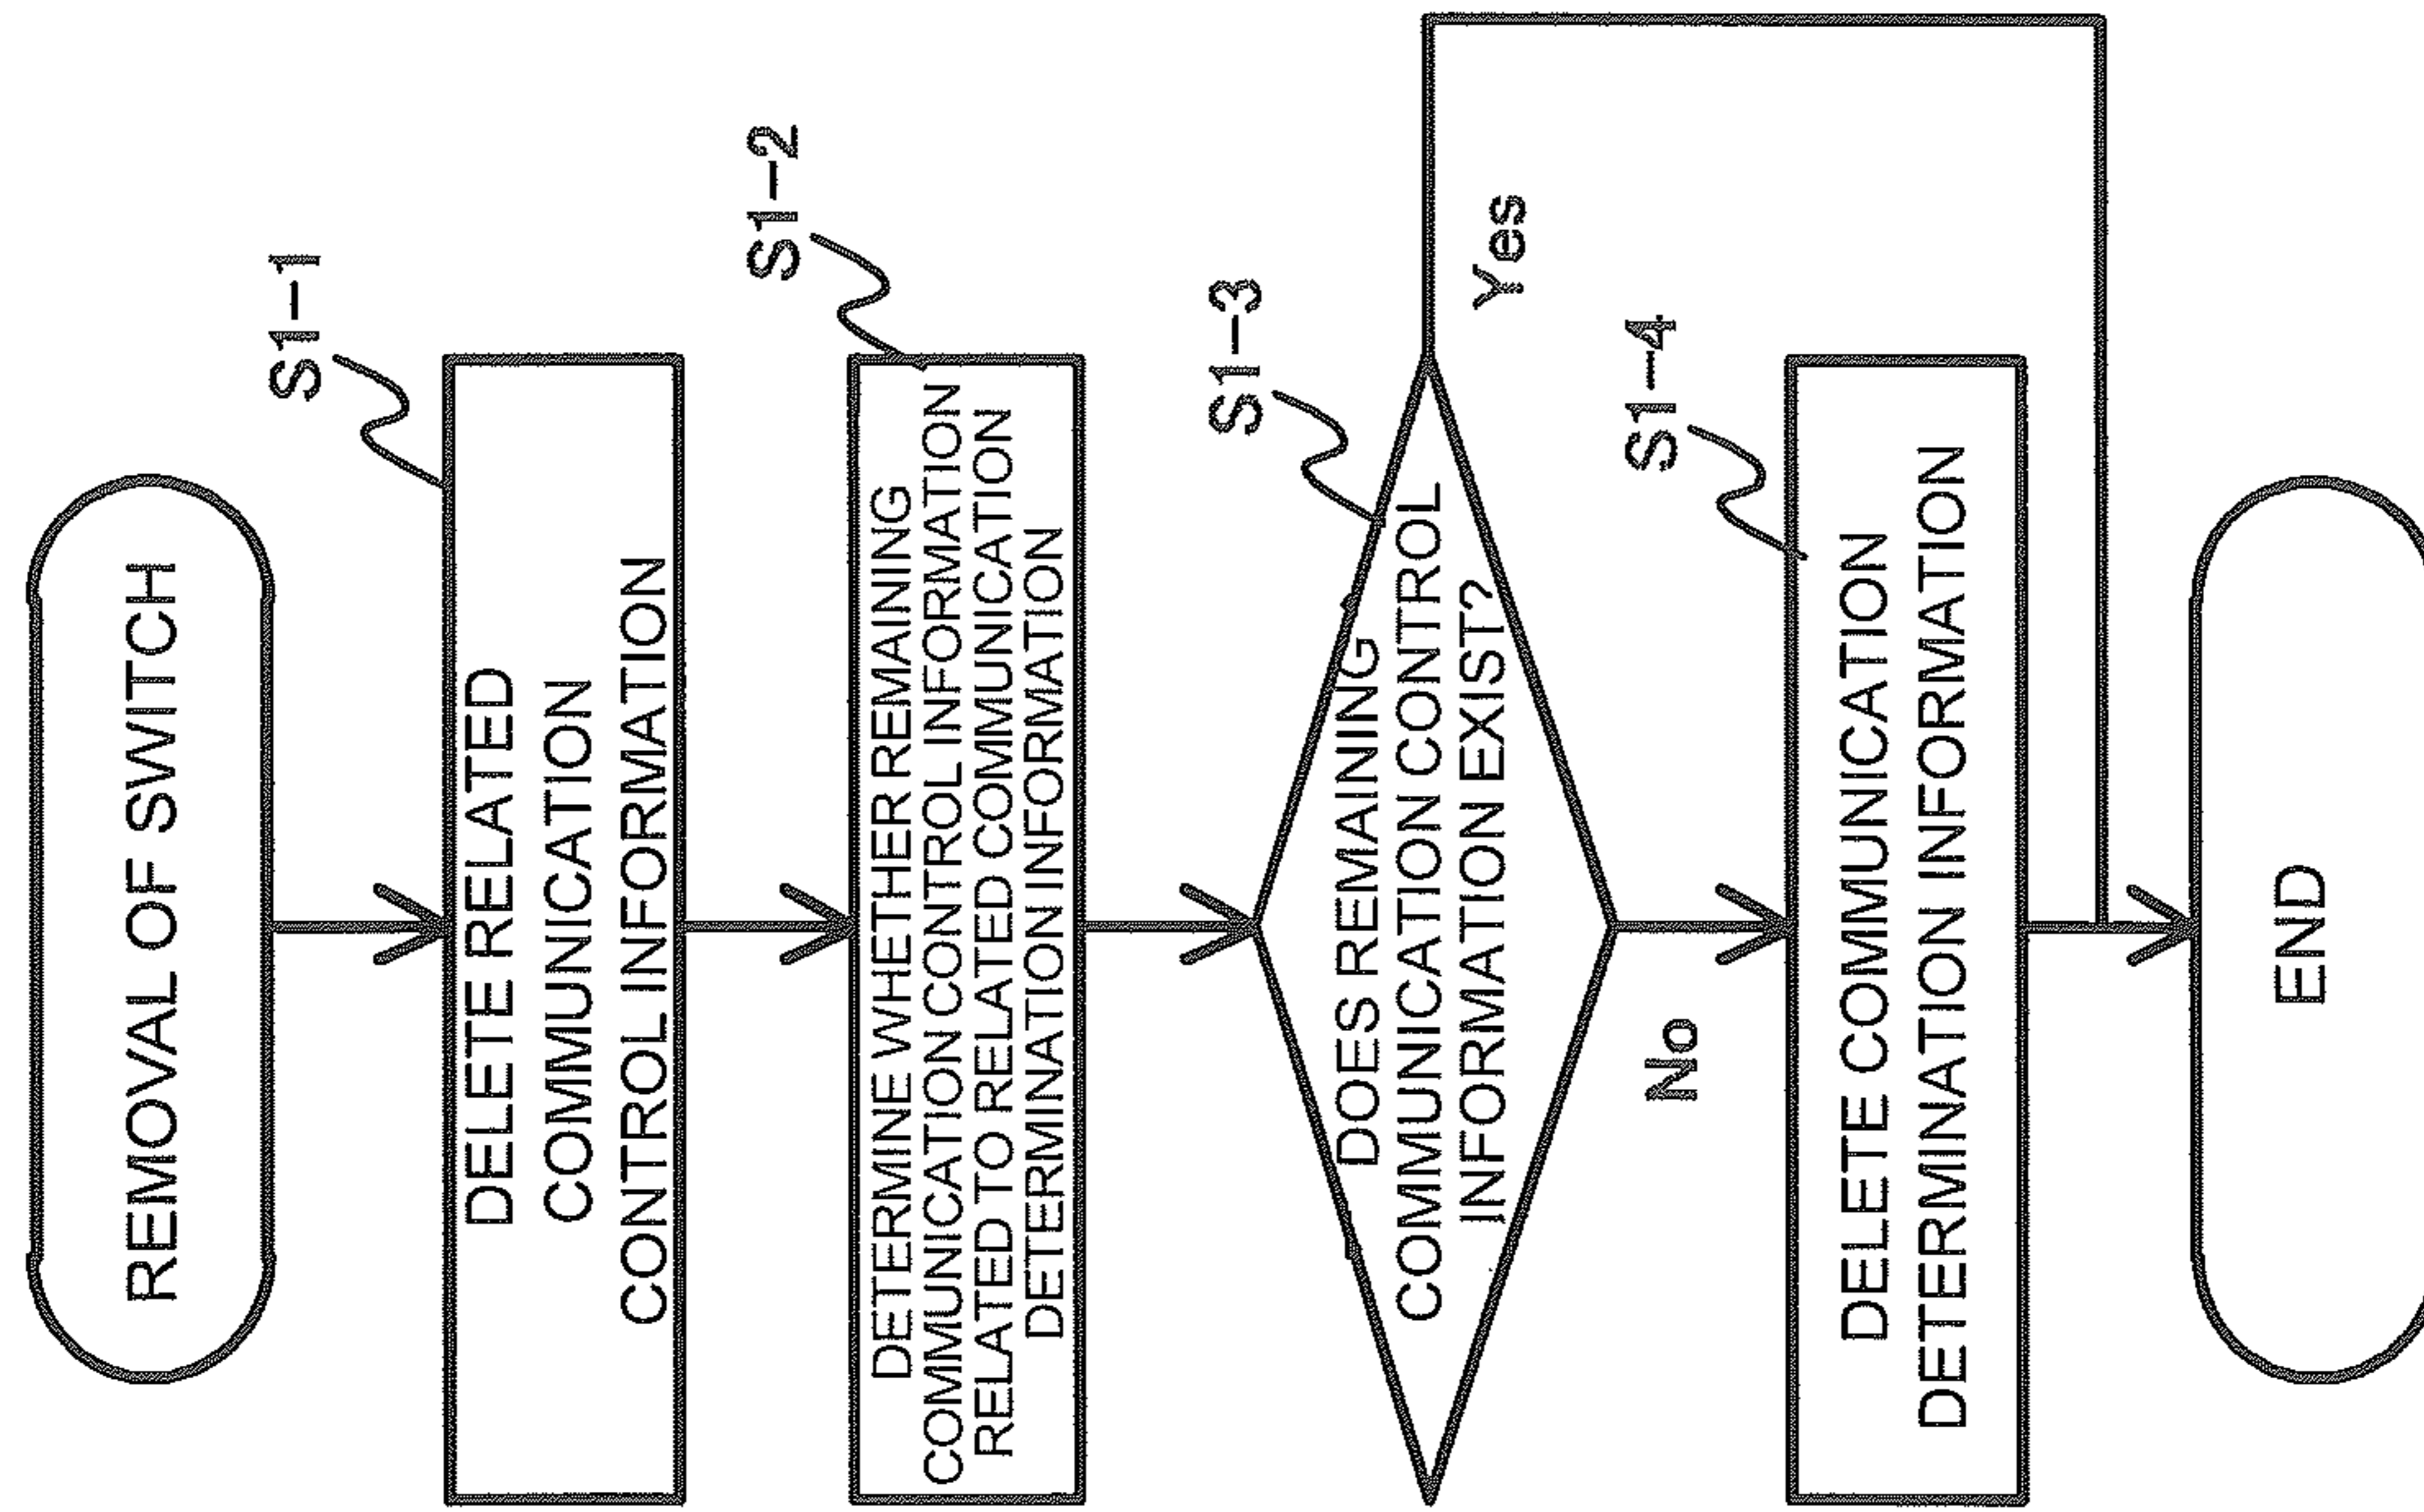 REMOVAL OF SWITCH
S1-1
DELETE RELATED
COMMUNICATION
CONTROL INFORMATION
S1-2
DETERMINE WHETHER REMAINING
COMMUNICATION CONTROL INFORMATION
RELATED TO RELATED COMMUNICATION
DETERMINATION INFORMATION
S1-3
DOES REMAINING
COMMUNICATION CONTROL
INFORMATION EXIST?
Yes
No
S1-4
DELETE COMMUNICATION
DETERMINATION INFORMATION
END